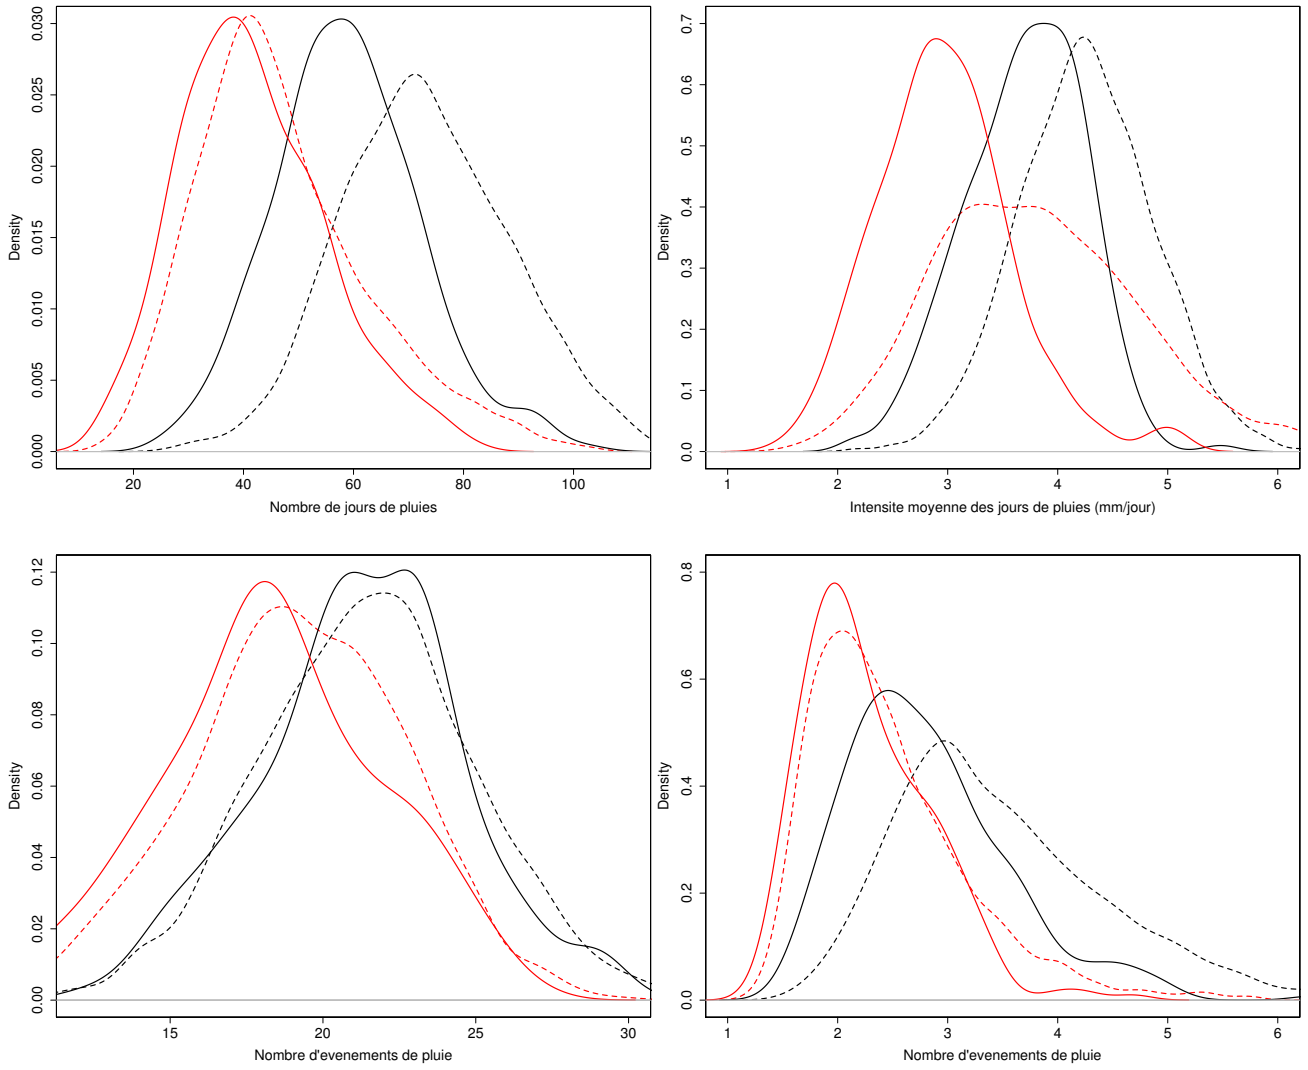 0.000 0.005 0.010 0.015 0.020 0.025 0.030
Density
20 40 60 80 100
Nombre de jours de pluies
0.0 0.1 0.2 0.3 0.4 0.5 0.6 0.7
Density
1 2 3 4 5 6
Intensite moyenne des jours de pluies (mm/jour)
0.00 0.02 0.04 0.06 0.08 0.10 0.12
Density
15 20 25 30
Nombre d'evenements de pluie
0.0 0.2 0.4 0.6 0.8
Density
1 2 3 4 5 6
Nombre d'evenements de pluie